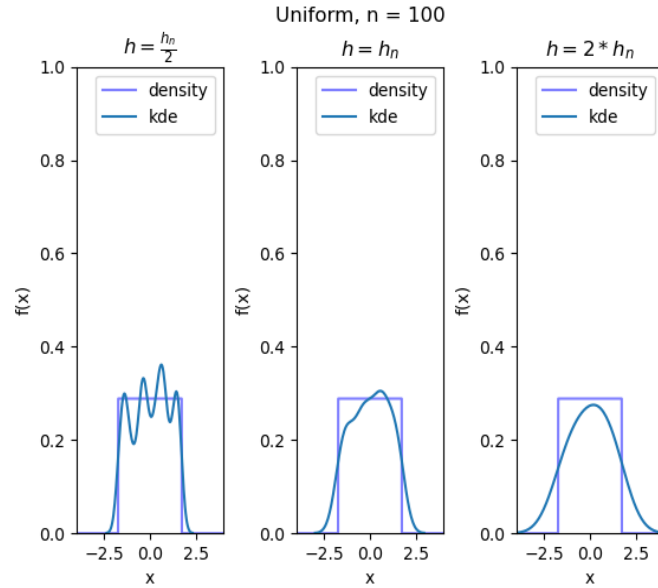 Uniform, n = 100
h = \frac{h_n}{2}
1.0
0.8
0.6
0.4
0.2
0.0
f(x)
density
kde
−2.5 0.0 2.5
x
h = h_n
1.0
0.8
0.6
0.4
0.2
0.0
f(x)
density
kde
−2.5 0.0 2.5
x
h = 2 * h_n
1.0
0.8
0.6
0.4
0.2
0.0
f(x)
density
kde
−2.5 0.0 2.5
x